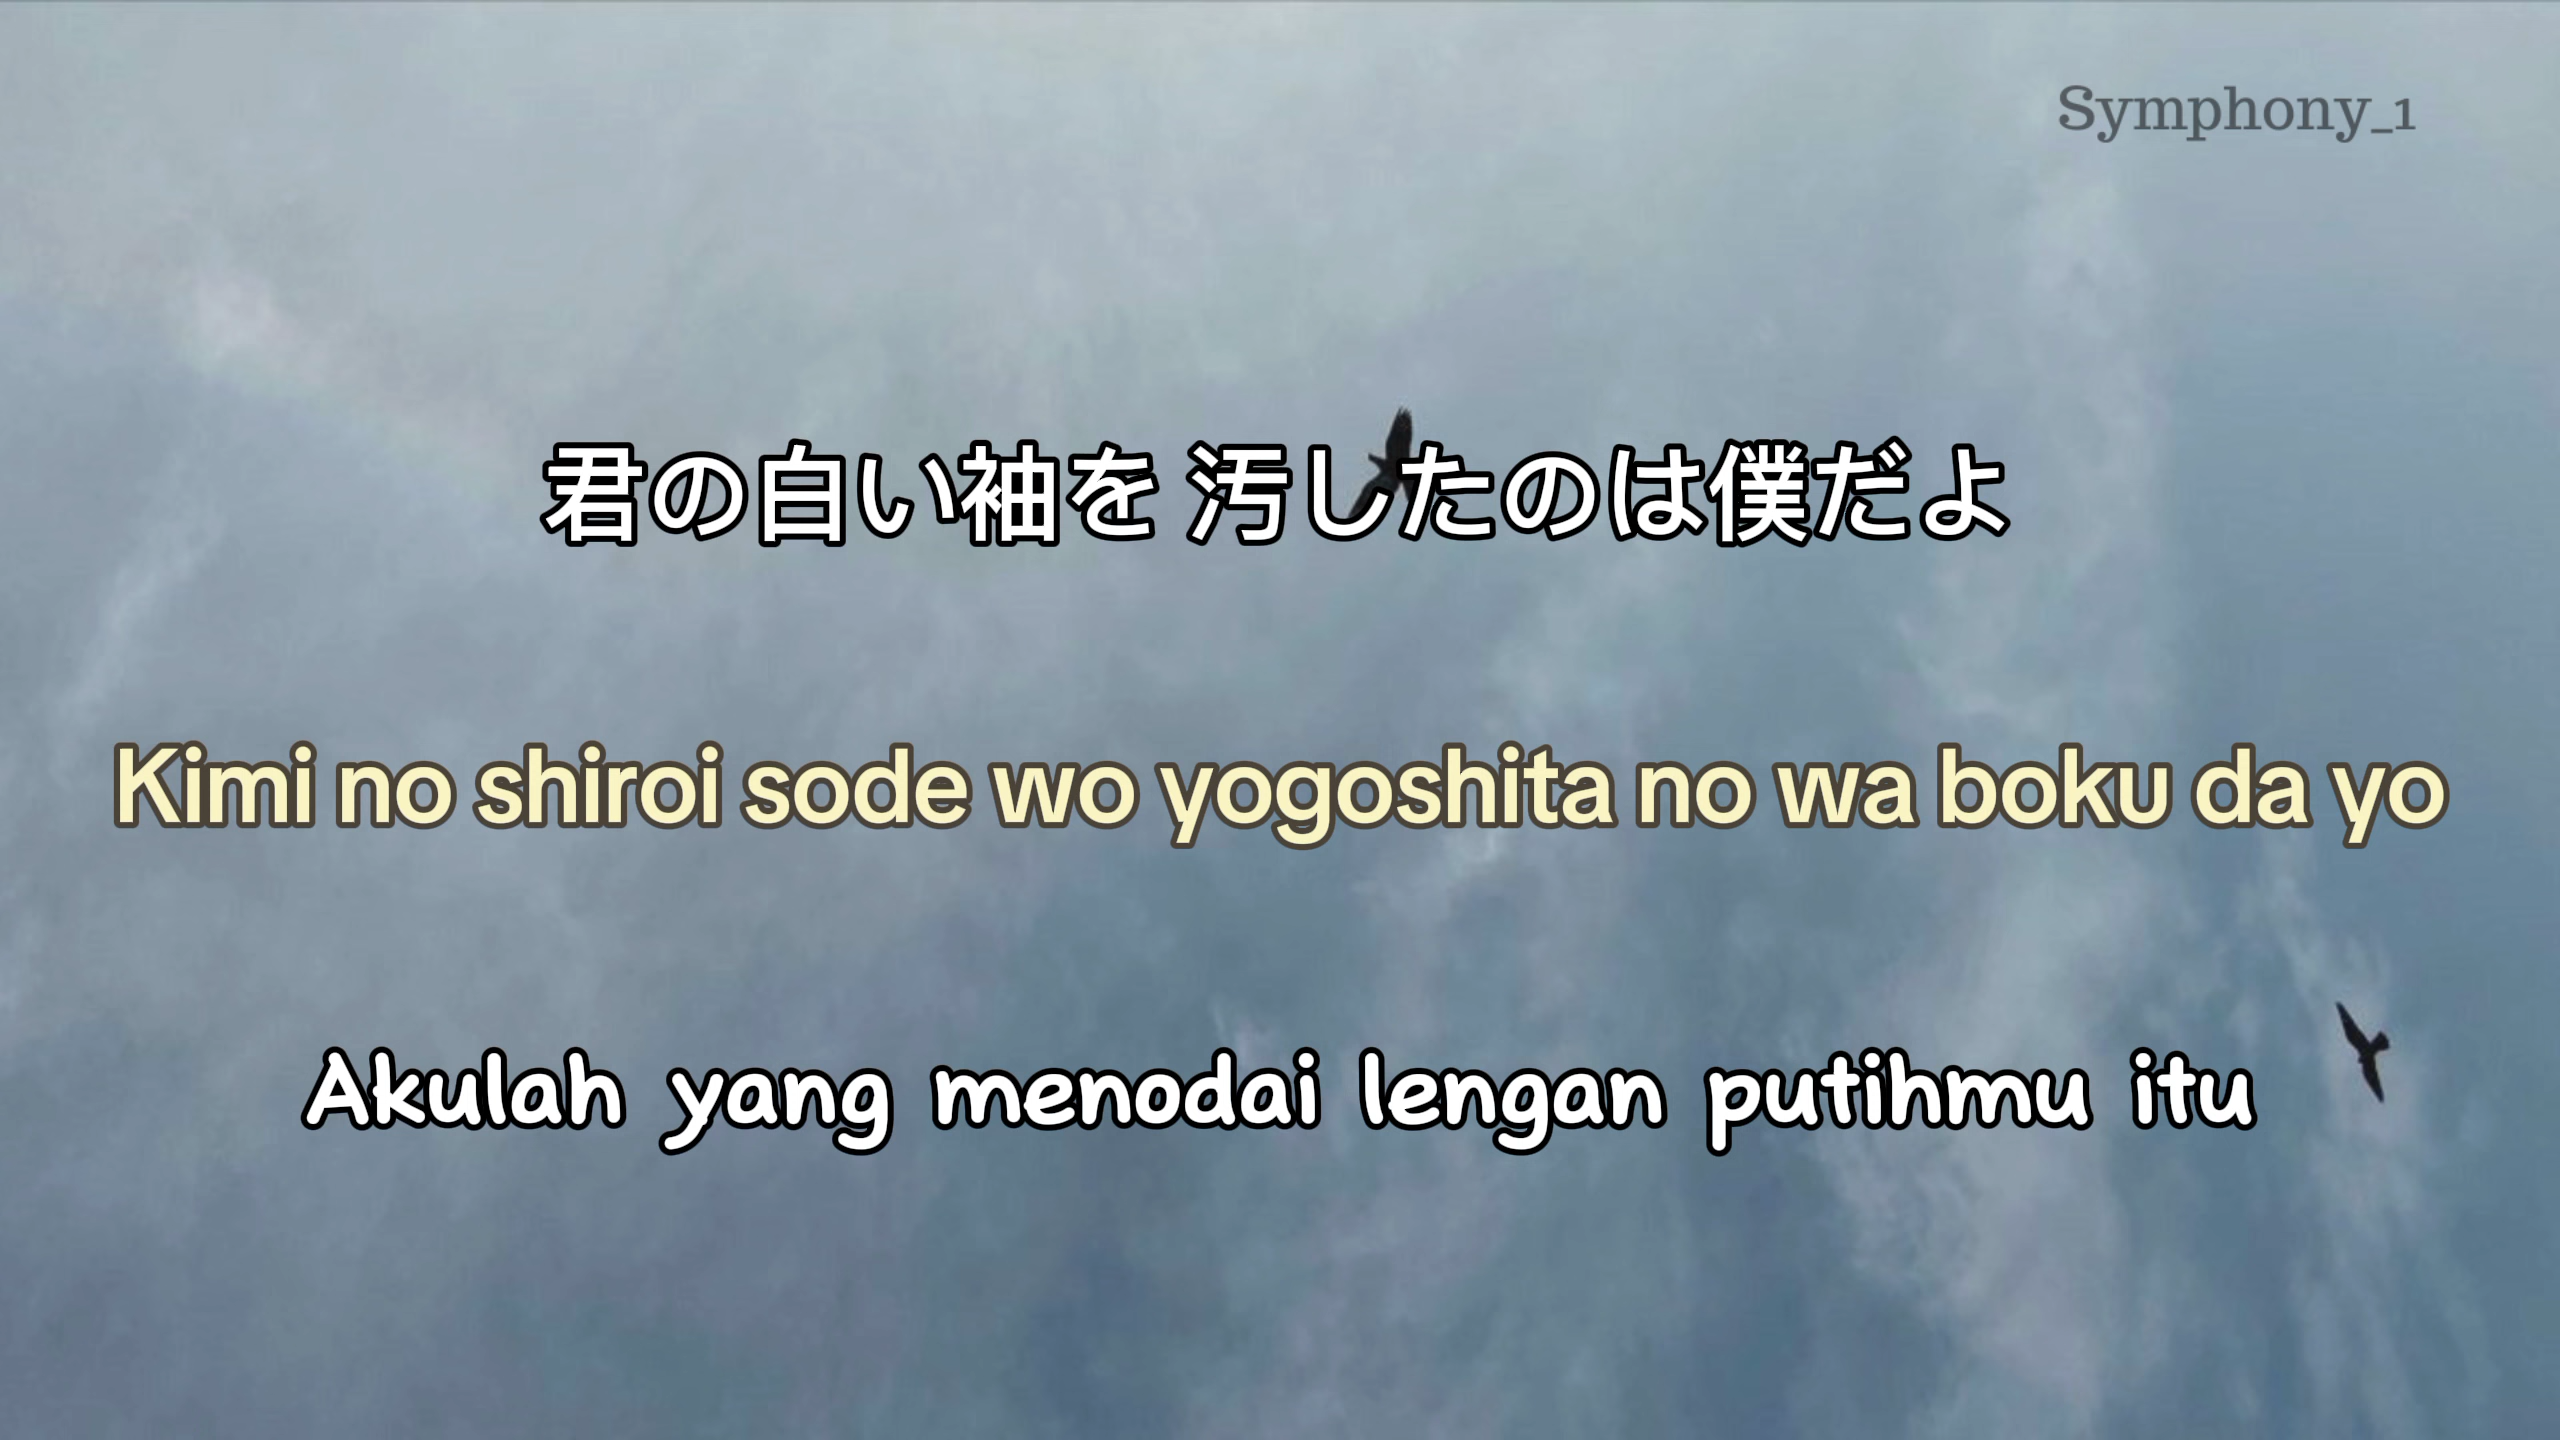 Symphony_1
君の白い袖を 汚したのは僕だよ
Kimi no shiroi sode wo yogoshita no wa boku da yo
Akulah yang menodai lengan putihmu itu